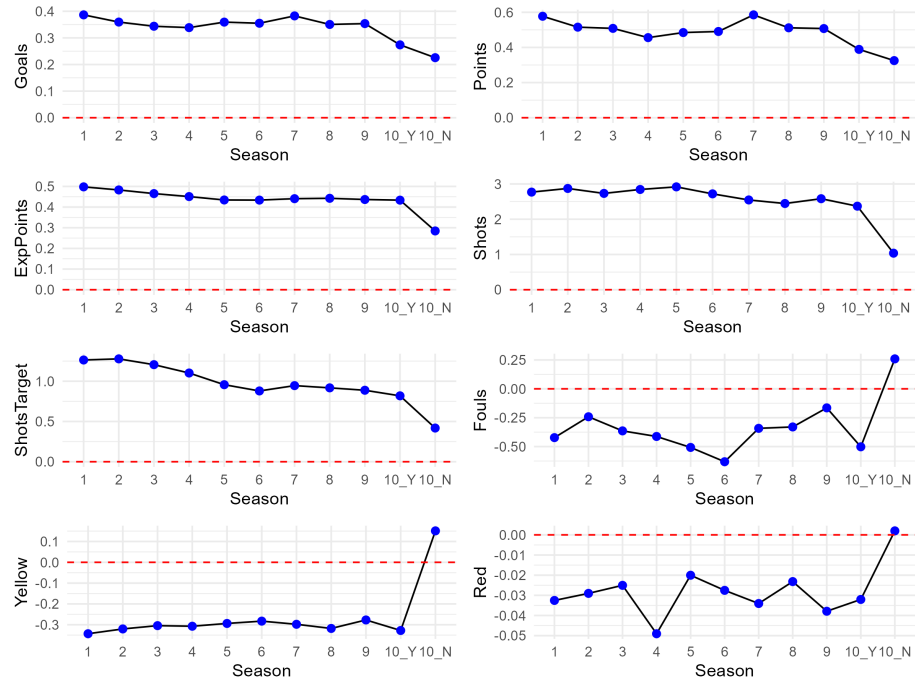 Goals
0.4
0.3
0.2
0.1
0.0
1 2 3 4 5 6 7 8 9 10_Y 10_N
Season
Points
0.6
0.4
0.2
0.0
1 2 3 4 5 6 7 8 9 10_Y 10_N
Season
ExpPoints
0.5
0.4
0.3
0.2
0.1
0.0
1 2 3 4 5 6 7 8 9 10_Y 10_N
Season
Shots
3
2
1
0
1 2 3 4 5 6 7 8 9 10_Y 10_N
Season
ShotsTarget
1.0
0.5
0.0
1 2 3 4 5 6 7 8 9 10_Y 10_N
Season
Fouls
0.25
0.00
-0.25
-0.50
1 2 3 4 5 6 7 8 9 10_Y 10_N
Season
Yellow
0.1
0.0
-0.1
-0.2
-0.3
1 2 3 4 5 6 7 8 9 10_Y 10_N
Season
Red
0.00
-0.01
-0.02
-0.03
-0.04
-0.05
1 2 3 4 5 6 7 8 9 10_Y 10_N
Season